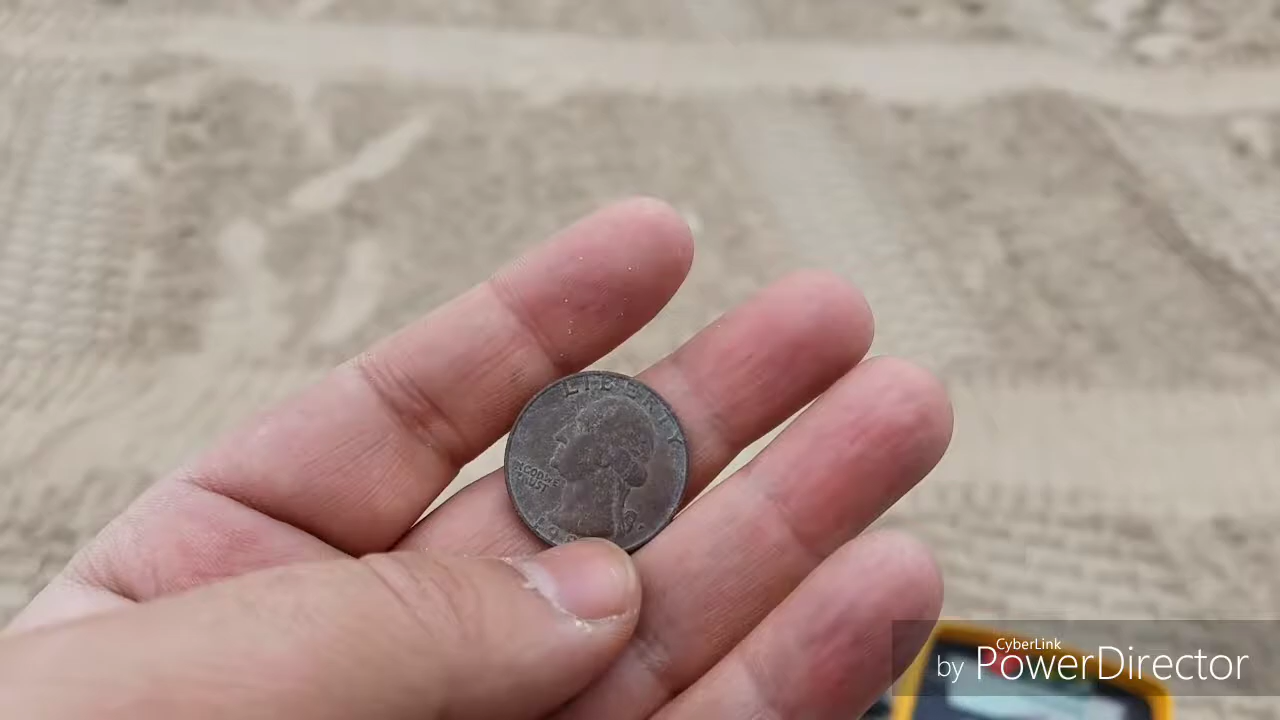 LIBERTY
IN GOD WE
TRUST
CyberLink
by PowerDirector